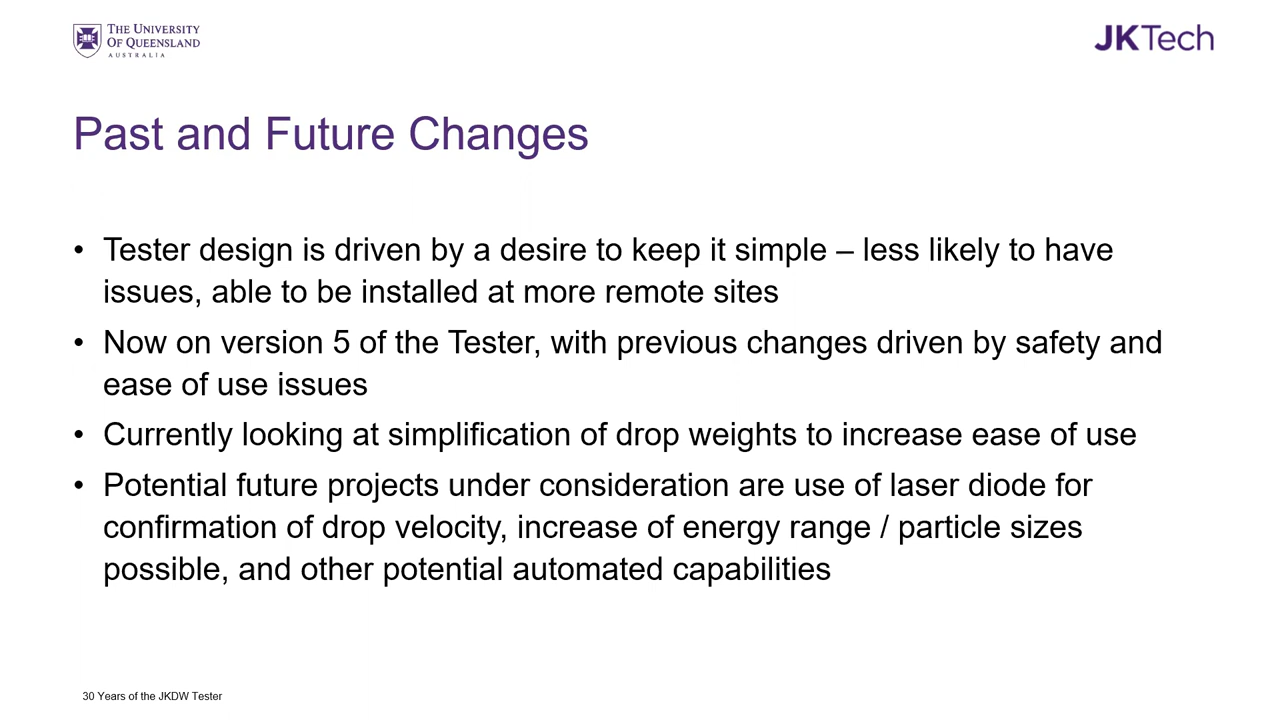 THE UNIVERSITY
OF QUEENSLAND
AUSTRALIA
JKTech
Past and Future Changes
• Tester design is driven by a desire to keep it simple – less likely to have
issues, able to be installed at more remote sites
• Now on version 5 of the Tester, with previous changes driven by safety and
ease of use issues
• Currently looking at simplification of drop weights to increase ease of use
• Potential future projects under consideration are use of laser diode for
confirmation of drop velocity, increase of energy range / particle sizes
possible, and other potential automated capabilities
30 Years of the JKDW Tester